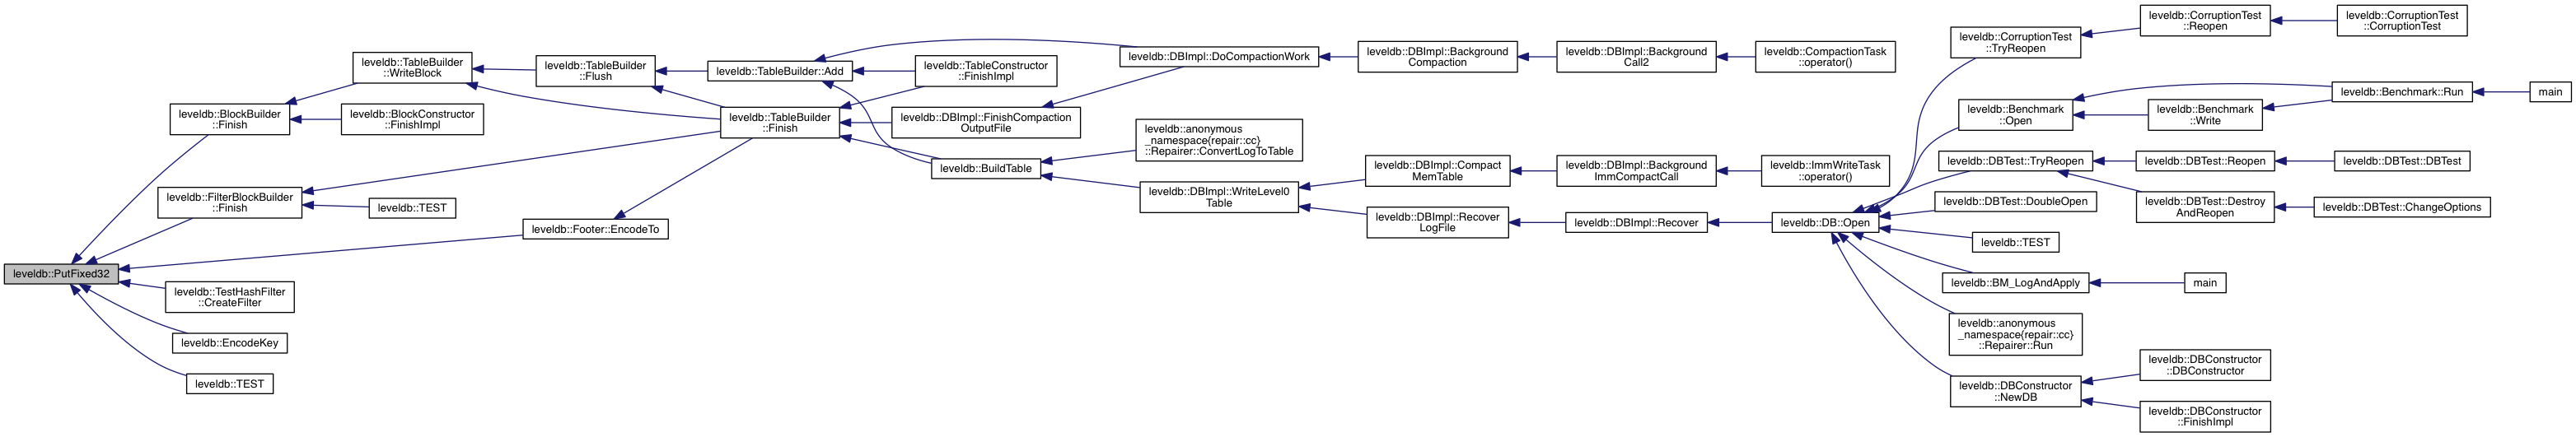 leveldb::PutFixed32
leveldb::BlockBuilder
::Finish
leveldb::FilterBlockBuilder
::Finish
leveldb::TestHashFilter
::CreateFilter
leveldb::EncodeKey
leveldb::TEST
leveldb::TableBuilder
::WriteBlock
leveldb::BlockConstructor
::FinishImpl
leveldb::TEST
leveldb::Footer::EncodeTo
leveldb::TableBuilder
::Flush
leveldb::TableBuilder::Add
leveldb::TableBuilder
::Finish
leveldb::TableConstructor
::FinishImpl
leveldb::DBImpl::FinishCompaction
OutputFile
leveldb::BuildTable
leveldb::DBImpl::DoCompactionWork
leveldb::anonymous
_namespace{repair::cc}
::Repairer::ConvertLogToTable
leveldb::DBImpl::WriteLevel0
Table
leveldb::DBImpl::Background
Compaction
leveldb::DBImpl::Compact
MemTable
leveldb::DBImpl::Recover
LogFile
leveldb::DBImpl::Background
Call2
leveldb::DBImpl::Background
ImmCompactCall
leveldb::DBImpl::Recover
leveldb::CompactionTask
::operator()
leveldb::ImmWriteTask
::operator()
leveldb::DB::Open
leveldb::CorruptionTest
::TryReopen
leveldb::Benchmark
::Open
leveldb::DBTest::TryReopen
leveldb::DBTest::DoubleOpen
leveldb::TEST
leveldb::BM_LogAndApply
leveldb::anonymous
_namespace{repair::cc}
::Repairer::Run
leveldb::DBConstructor
::NewDB
leveldb::CorruptionTest
::Reopen
leveldb::Benchmark
::Write
leveldb::DBTest::Reopen
leveldb::DBTest::Destroy
AndReopen
main
leveldb::DBConstructor
::DBConstructor
leveldb::DBConstructor
::FinishImpl
leveldb::CorruptionTest
::CorruptionTest
leveldb::Benchmark::Run
leveldb::DBTest::DBTest
leveldb::DBTest::ChangeOptions
main